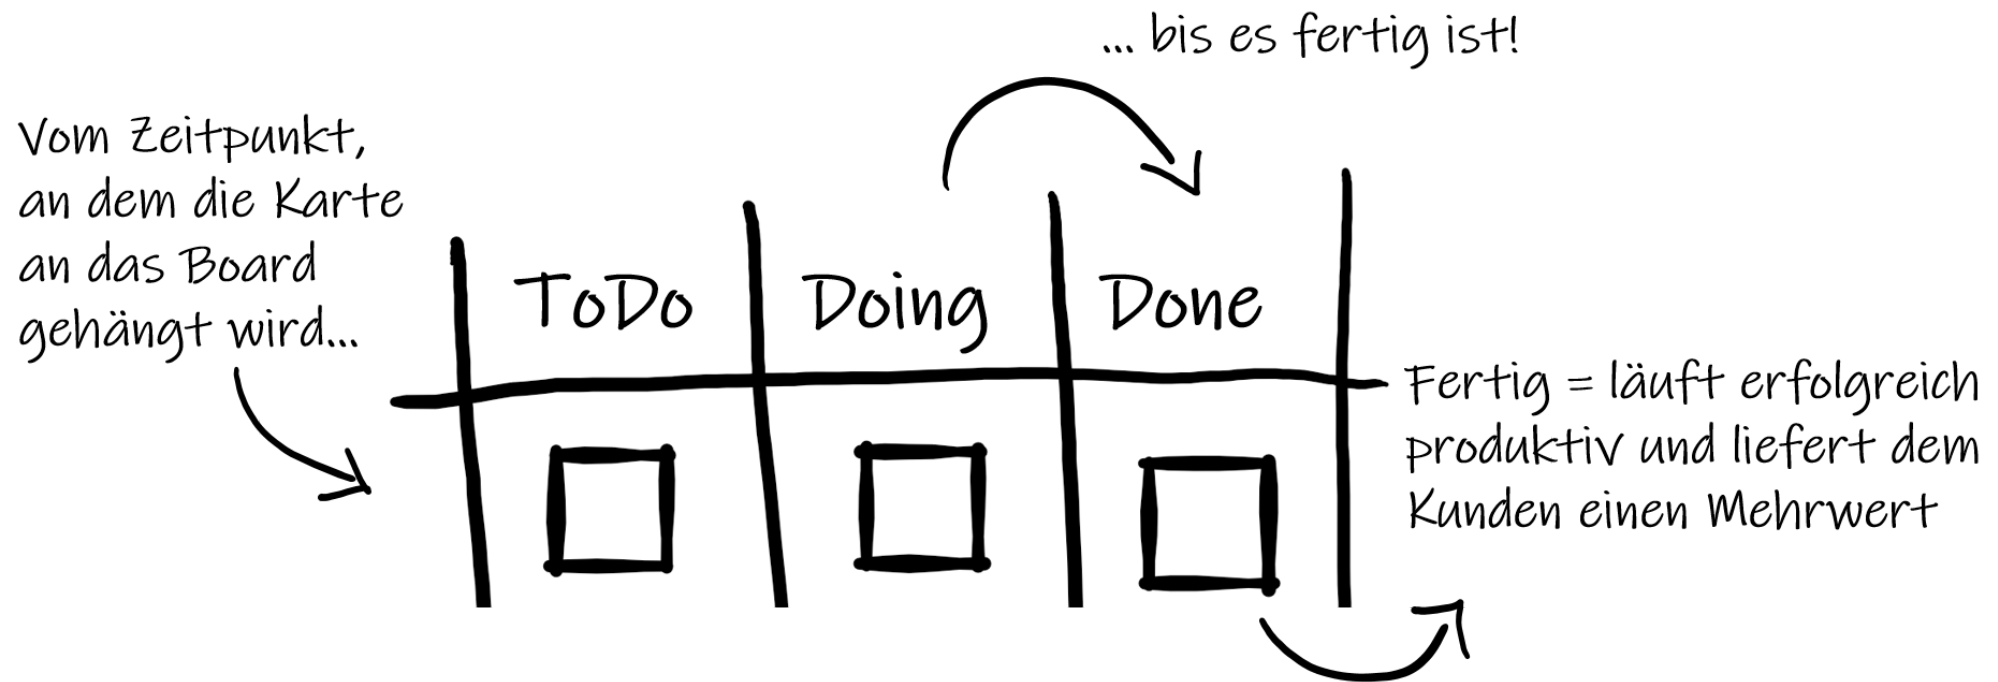 ... bis es fertig ist!
Vom Zeitpunkt,
an dem die Karte
an das Board
gehängt wird...
ToDo
Doing
Done
Fertig = läuft erfolgreich
produktiv und liefert dem
Kunden einen Mehrwert